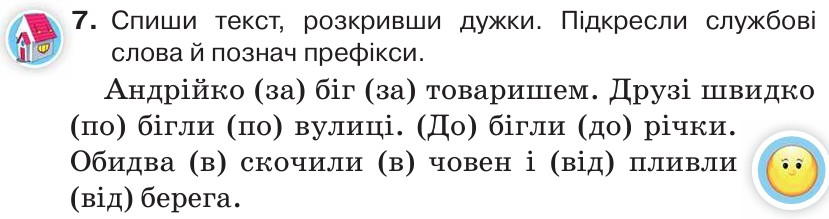 7. Спиши текст, розкривши дужки. Підкресли службові
слова й познач префікси.
Андрійко (за) біг (за) товаришем. Друзі швидко
(по) бігли (по) вулиці. (До) бігли (до) річки.
Обидва (в) скочили (в) човен і (від) пливли
(від) берега.